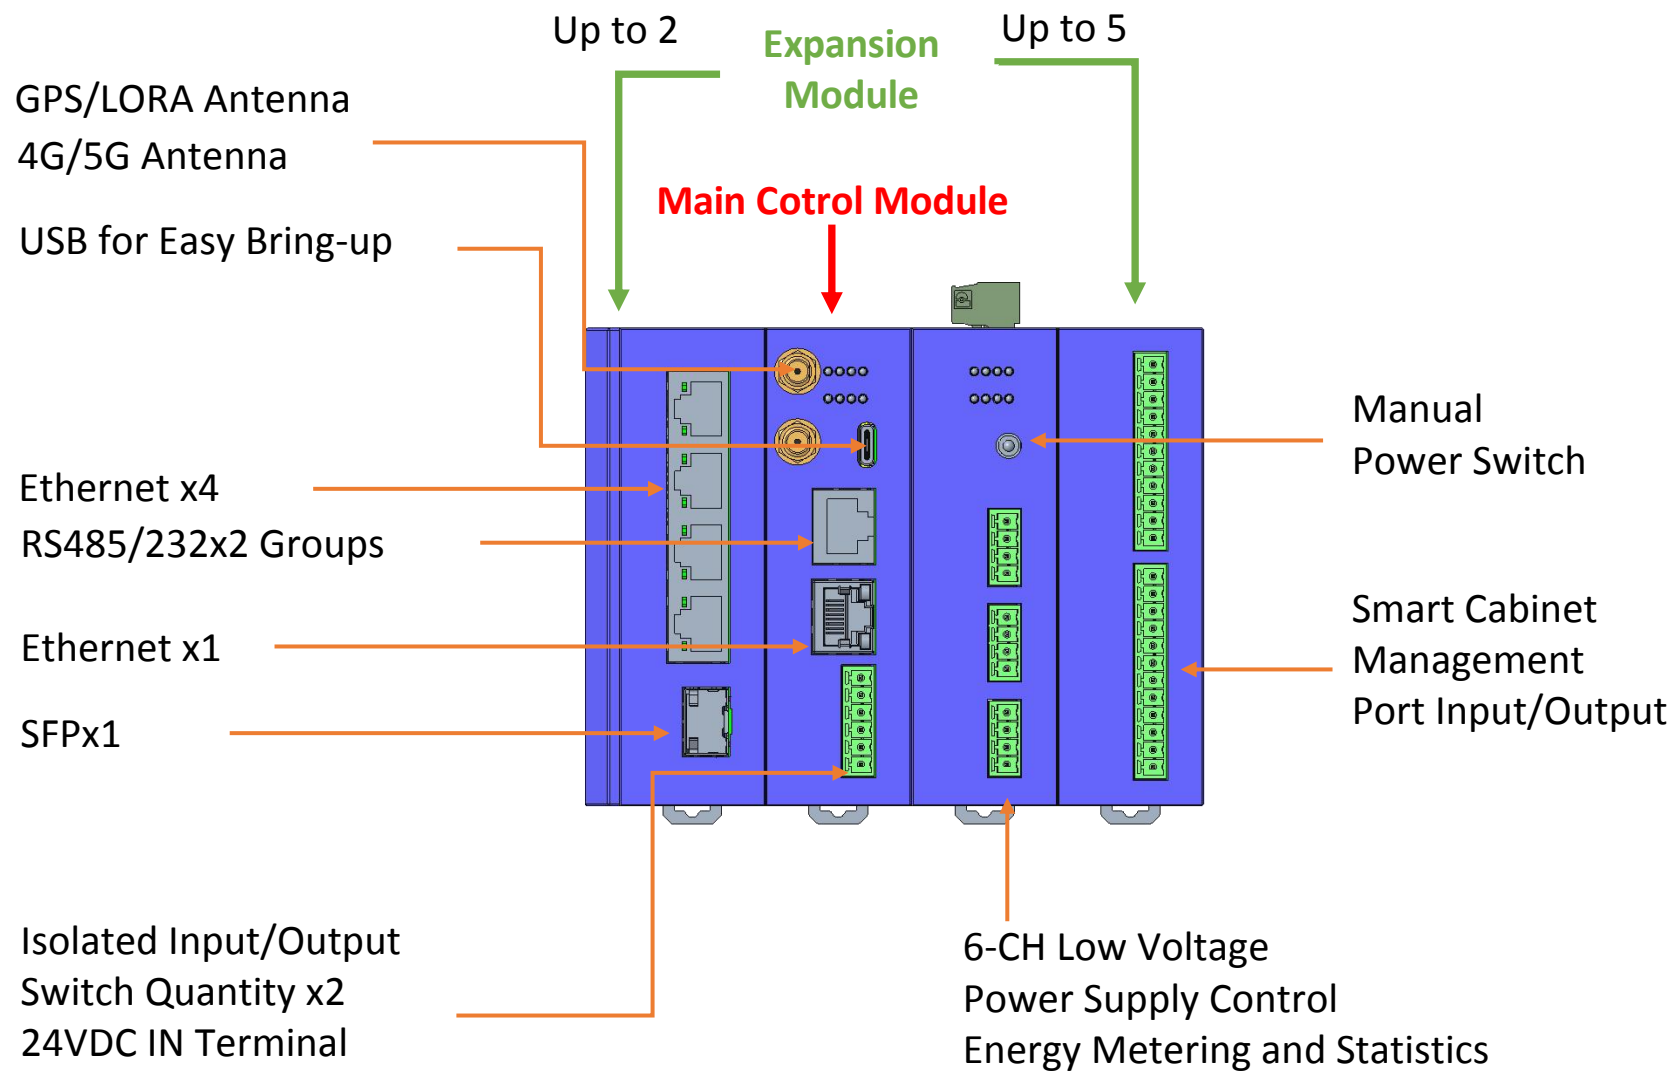 Up to 2
Expansion
Module
Up to 5
GPS/LORA Antenna
4G/5G Antenna
Main Cotrol Module
USB for Easy Bring-up
Manual
Power Switch
Ethernet x4
RS485/232x2 Groups
Ethernet x1
SFPx1
Smart Cabinet
Management
Port Input/Output
Isolated Input/Output
Switch Quantity x2
24VDC IN Terminal
6-CH Low Voltage
Power Supply Control
Energy Metering and Statistics